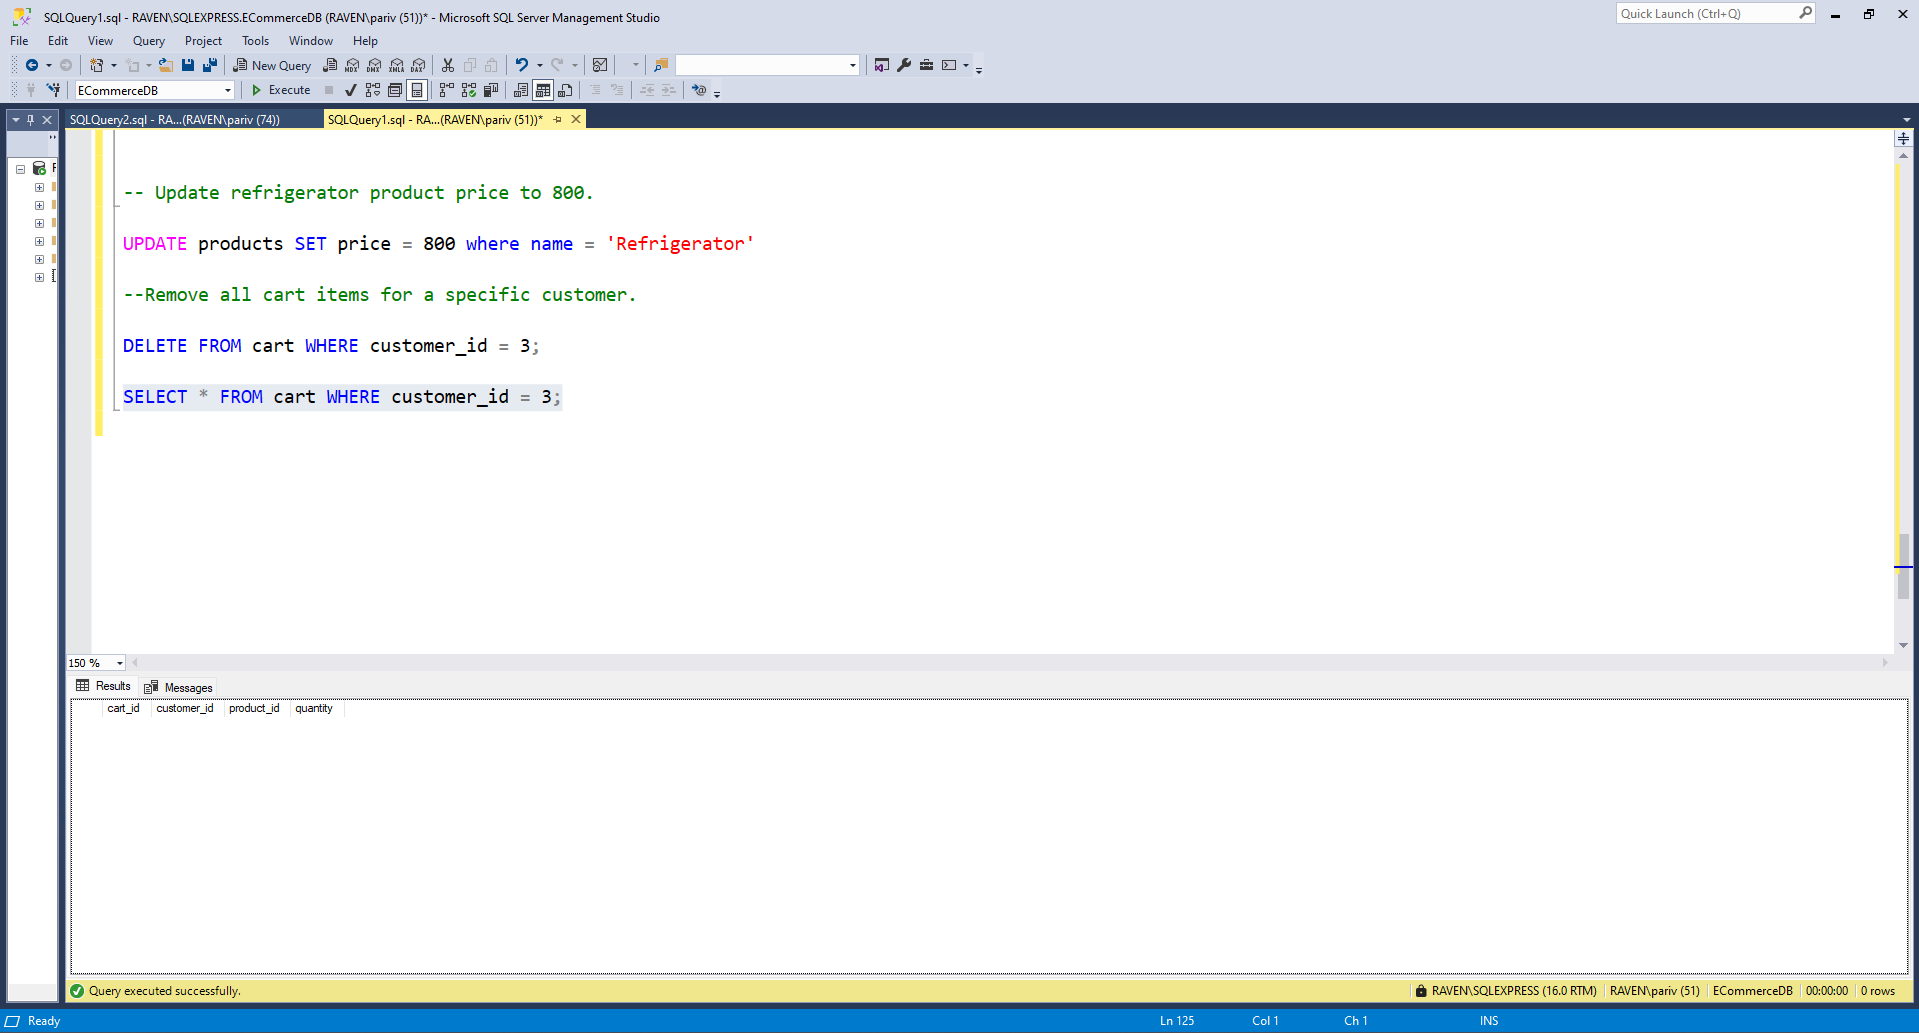 SQLQuery1.sql - RAVEN\SQLEXPRESS.ECommerceDB (RAVEN\pariv (51))* - Microsoft SQL Server Management Studio
Quick Launch (Ctrl+Q)
File Edit View Query Project Tools Window Help
New Query MDX DMX XMLA DAX
ECommerceDB Execute
SQLQuery2.sql - RA...(RAVEN\pariv (74)) SQLQuery1.sql - RA...(RAVEN\pariv (51))*
-- Update refrigerator product price to 800.
UPDATE products SET price = 800 where name = 'Refrigerator'
--Remove all cart items for a specific customer.
DELETE FROM cart WHERE customer_id = 3;
SELECT * FROM cart WHERE customer_id = 3;
150 %
Results Messages
cart_id customer_id product_id quantity
Query executed successfully. RAVEN\SQLEXPRESS (16.0 RTM) RAVEN\pariv (51) ECommerceDB 00:00:00 0 rows
Ready Ln 125 Col 1 Ch 1 INS